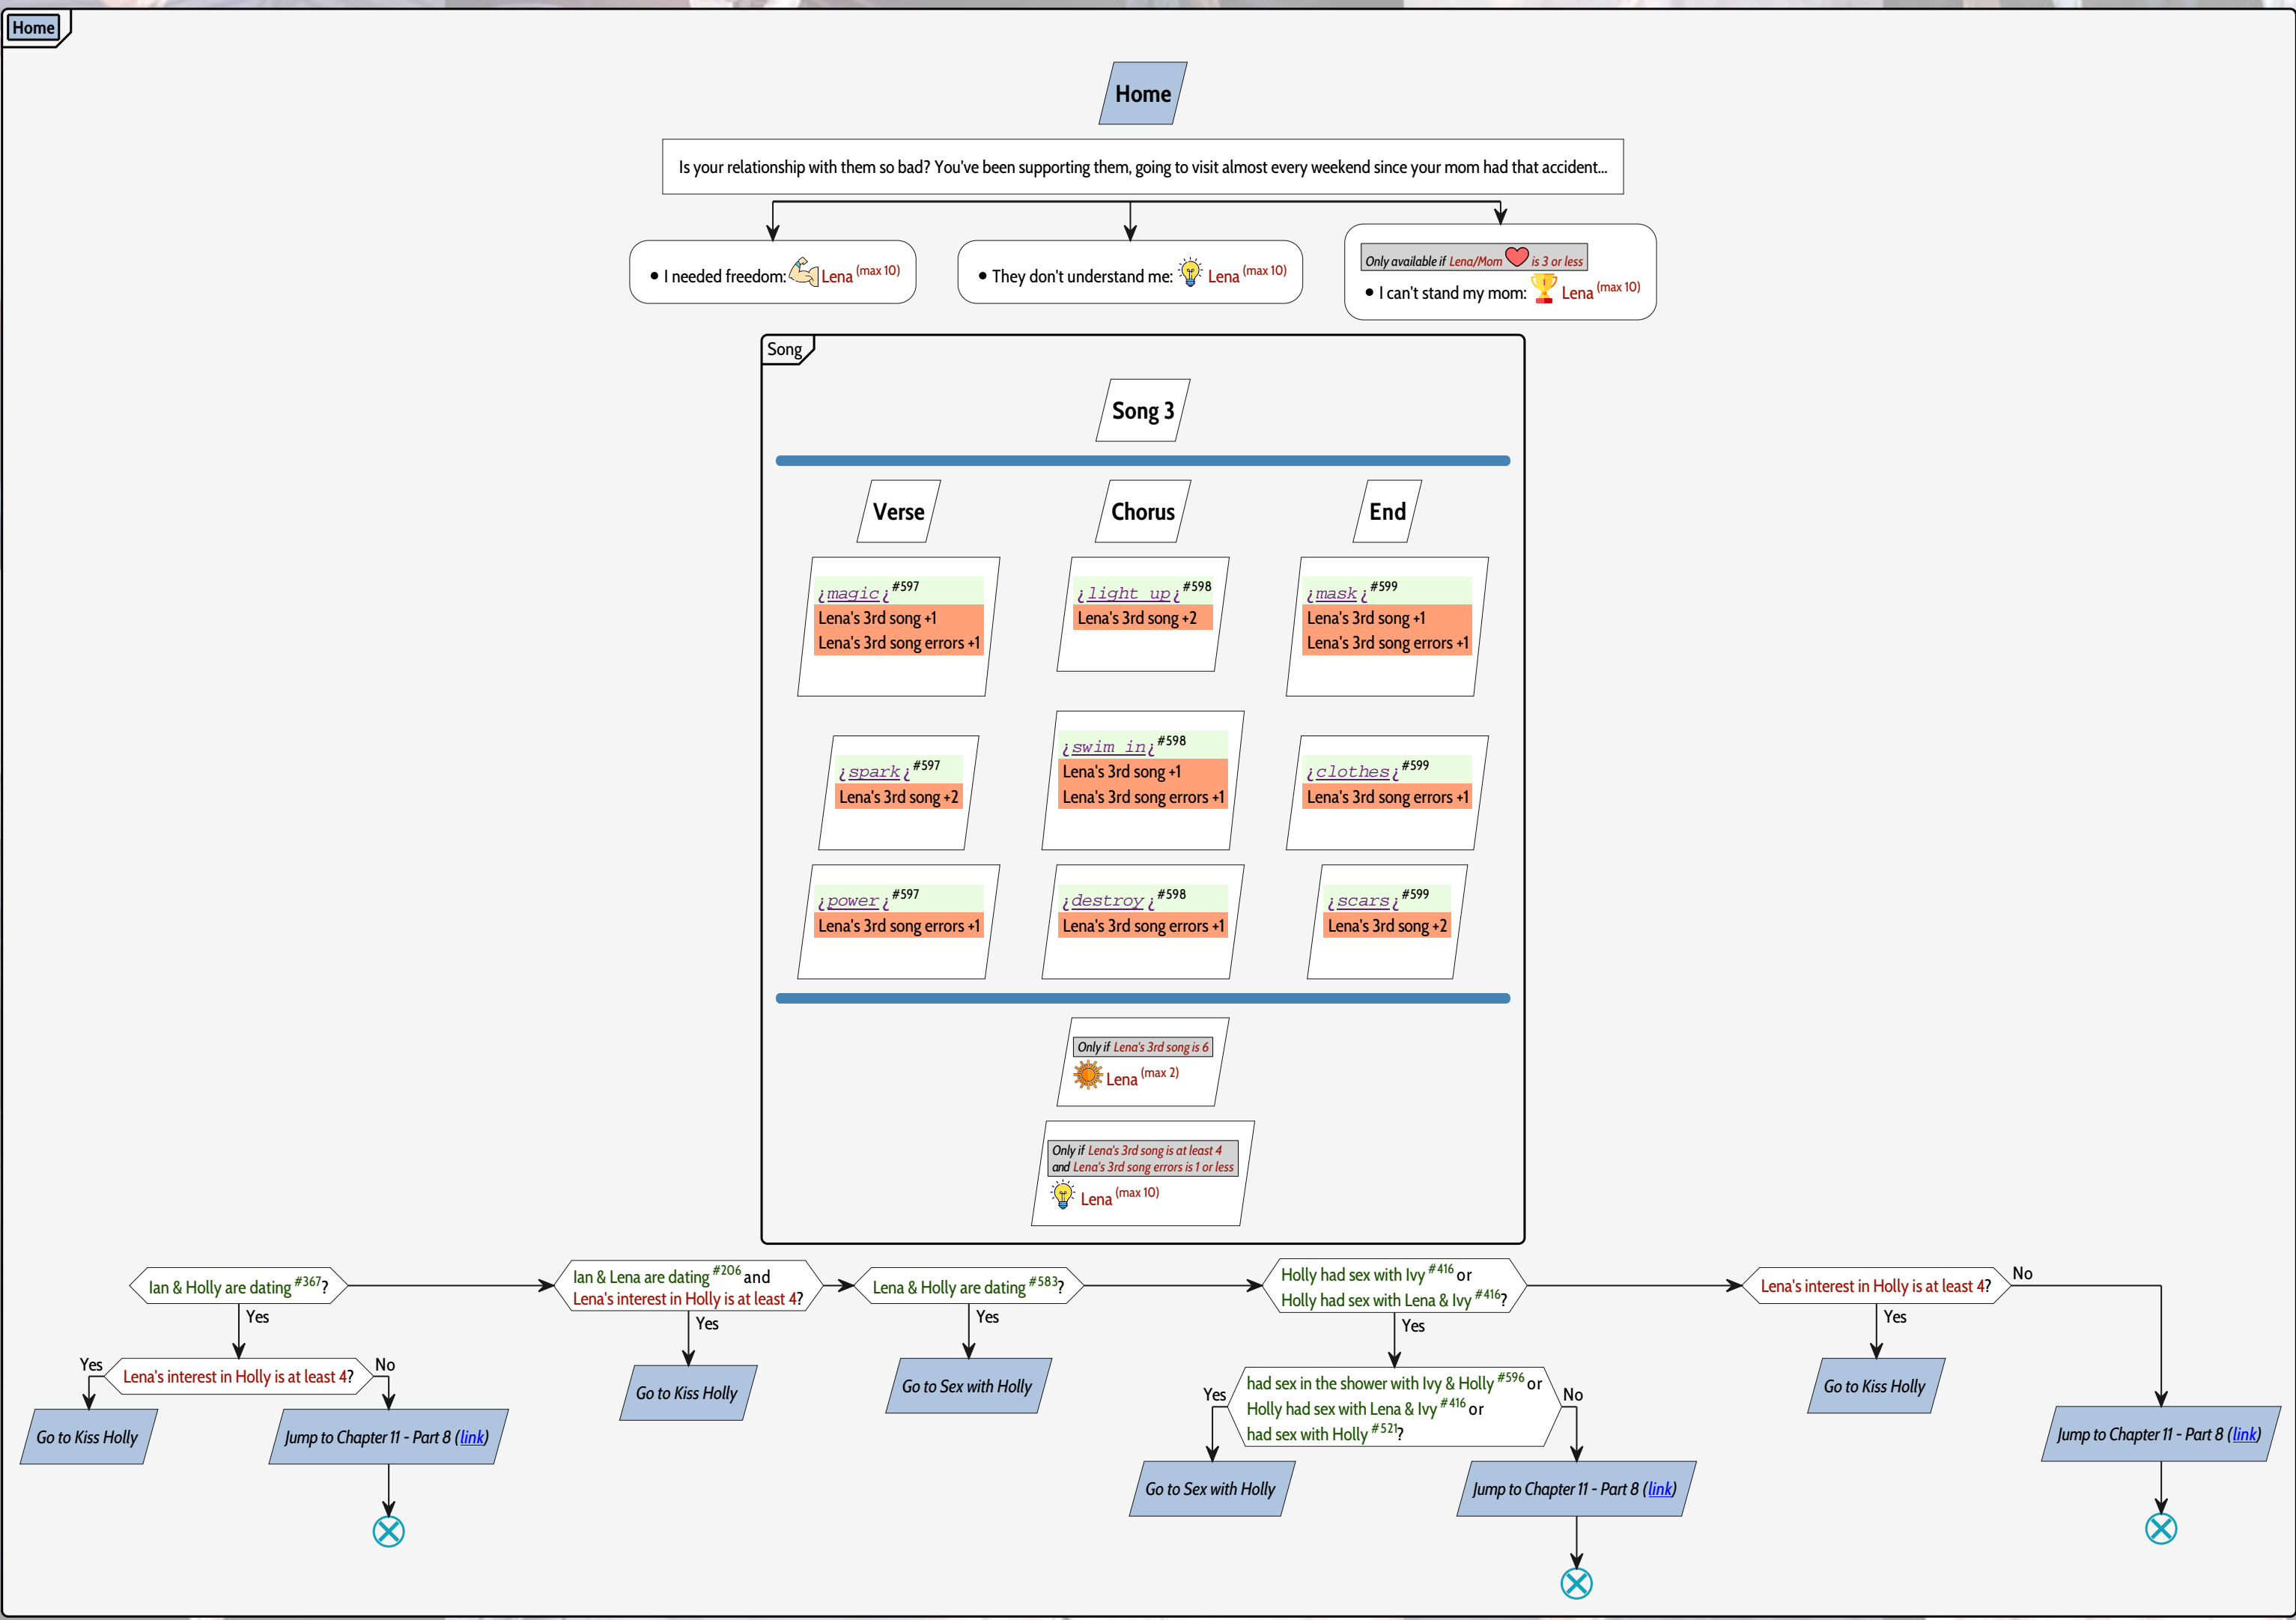 Home
Home
Is your relationship with them so bad? You've been supporting them, going to visit almost every weekend since your mom had that accident...
• I needed freedom: Lena (max 10)
• They don't understand me: Lena (max 10)
Only available if Lena/Mom is 3 or less
• I can't stand my mom: Lena (max 10)
Song
Song 3
Verse
Chorus
End
¿magic¿ #597
Lena's 3rd song +1
Lena's 3rd song errors +1
¿light up¿ #598
Lena's 3rd song +2
¿mask¿ #599
Lena's 3rd song +1
Lena's 3rd song errors +1
¿spark¿ #597
Lena's 3rd song +2
¿swim in¿ #598
Lena's 3rd song +1
Lena's 3rd song errors +1
¿clothes¿ #599
Lena's 3rd song errors +1
¿power¿ #597
Lena's 3rd song errors +1
¿destroy¿ #598
Lena's 3rd song errors +1
¿scars¿ #599
Lena's 3rd song +2
Only if Lena's 3rd song is 6
Lena (max 2)
Only if Lena's 3rd song is at least 4
and Lena's 3rd song errors is 1 or less
Lena (max 10)
Ian & Holly are dating #367?
Yes
Lena's interest in Holly is at least 4?
Yes
No
Go to Kiss Holly
Jump to Chapter 11 - Part 8 (link)
Ian & Lena are dating #206 and
Lena's interest in Holly is at least 4?
Yes
Go to Kiss Holly
Lena & Holly are dating #583?
Yes
Go to Sex with Holly
Holly had sex with Ivy #416 or
Holly had sex with Lena & Ivy #416?
Yes
had sex in the shower with Ivy & Holly #596 or
Holly had sex with Lena & Ivy #416 or
had sex with Holly #521?
Yes
No
Go to Sex with Holly
Jump to Chapter 11 - Part 8 (link)
Lena's interest in Holly is at least 4?
No
Yes
Go to Kiss Holly
Jump to Chapter 11 - Part 8 (link)